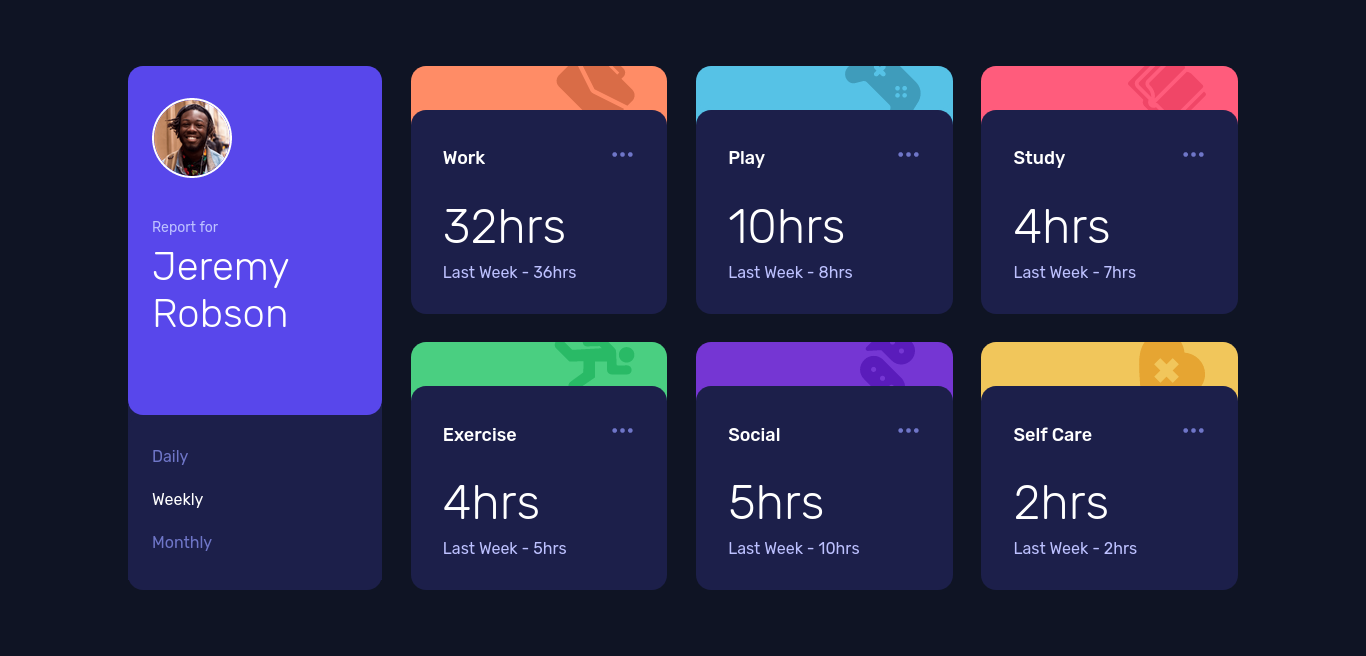 Report for
Jeremy
Robson
Daily
Weekly
Monthly
Work
32hrs
Last Week - 36hrs
Play
10hrs
Last Week - 8hrs
Study
4hrs
Last Week - 7hrs
Exercise
4hrs
Last Week - 5hrs
Social
5hrs
Last Week - 10hrs
Self Care
2hrs
Last Week - 2hrs